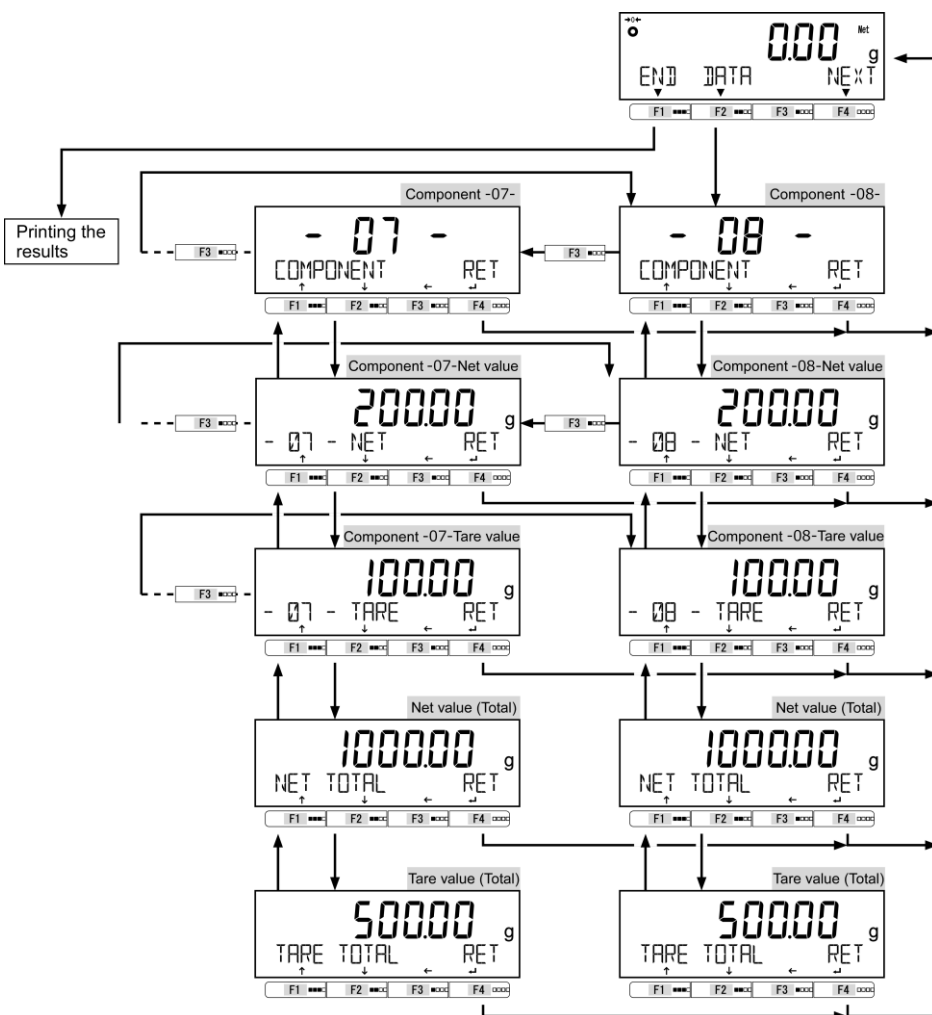 →0←
0.00 Net g
END DATA NEXT
F1 F2 F3 F4
Printing the
results
Component -07-
- 07 -
COMPONENT RET
↑ ↓ ← ↵
F1 F2 F3 F4
F3
F3
Component -08-
- 08 -
COMPONENT RET
↑ ↓ ← ↵
F1 F2 F3 F4
Component -07-Net value
200.00 g
- 07 - NET RET
↑ ↓ ← ↵
F1 F2 F3 F4
F3
F3
Component -08-Net value
200.00 g
- 08 - NET RET
↑ ↓ ← ↵
F1 F2 F3 F4
Component -07-Tare value
100.00 g
- 07 - TARE RET
↑ ↓ ← ↵
F1 F2 F3 F4
F3
Component -08-Tare value
100.00 g
- 08 - TARE RET
↑ ↓ ← ↵
F1 F2 F3 F4
Net value (Total)
1000.00 g
NET TOTAL RET
↑ ↓ ← ↵
F1 F2 F3 F4
Net value (Total)
1000.00 g
NET TOTAL RET
↑ ↓ ← ↵
F1 F2 F3 F4
Tare value (Total)
500.00 g
TARE TOTAL RET
↑ ↓ ← ↵
F1 F2 F3 F4
Tare value (Total)
500.00 g
TARE TOTAL RET
↑ ↓ ← ↵
F1 F2 F3 F4